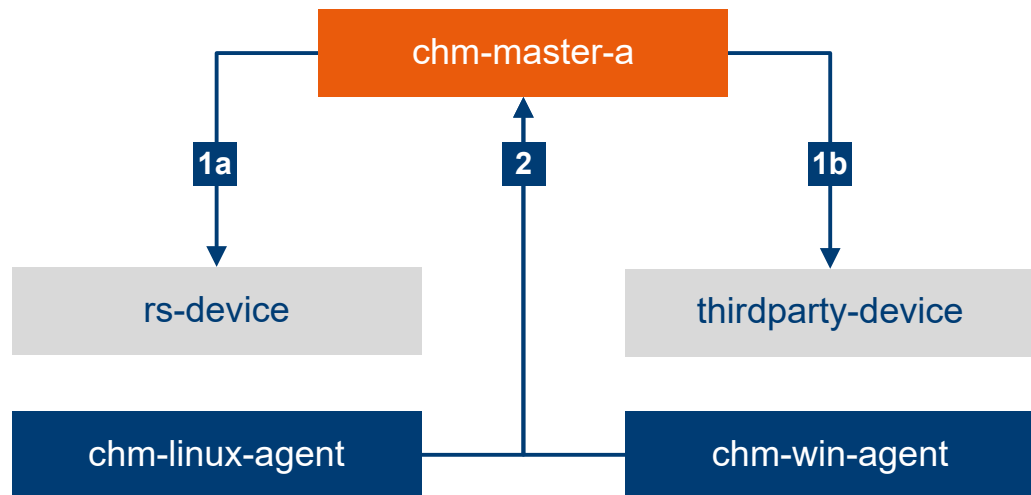 chm-master-a
1a
2
1b
rs-device
thirdparty-device
chm-linux-agent
chm-win-agent